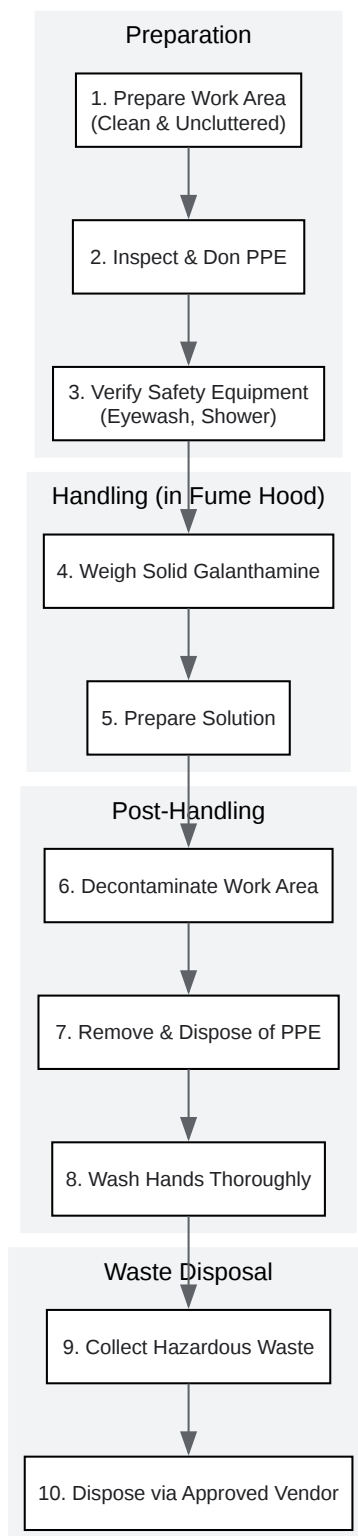 Preparation
1. Prepare Work Area
(Clean & Uncluttered)
2. Inspect & Don PPE
3. Verify Safety Equipment
(Eyewash, Shower)
Handling (in Fume Hood)
4. Weigh Solid Galanthamine
5. Prepare Solution
Post-Handling
6. Decontaminate Work Area
7. Remove & Dispose of PPE
8. Wash Hands Thoroughly
Waste Disposal
9. Collect Hazardous Waste
10. Dispose via Approved Vendor